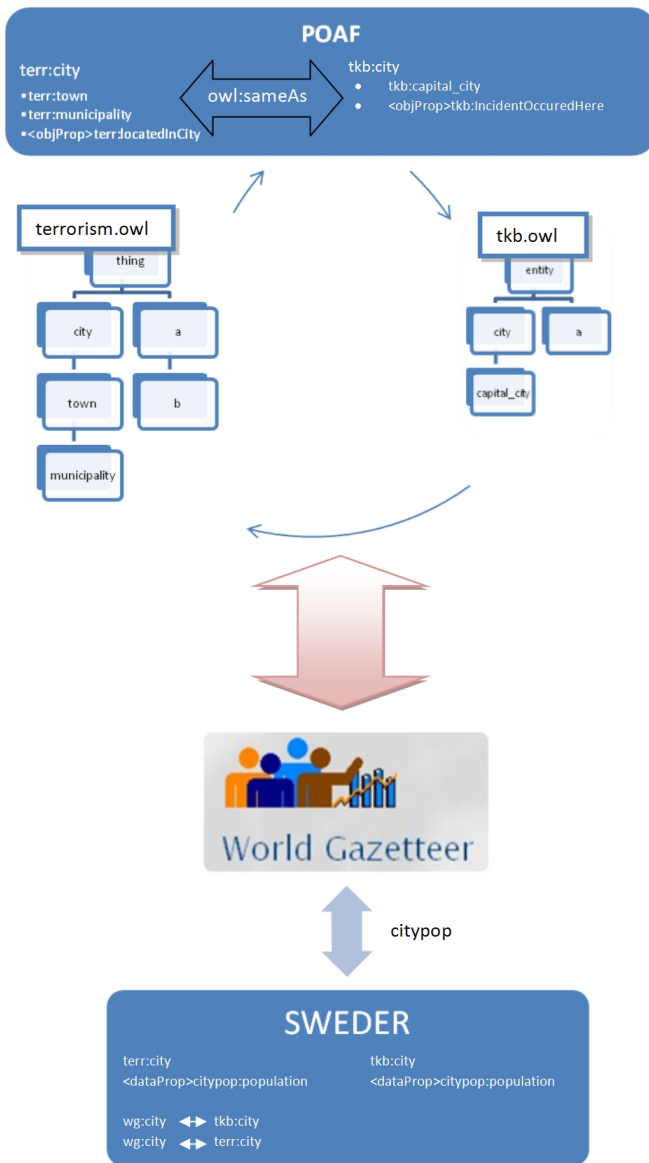 POAF
terr:city
•terr:town
•terr:municipality
•<objProp>terr:locatedInCity
owl:sameAs
tkb:city
• tkb:capital_city
• <objProp>tkb:IncidentOccuredHere
terrorism.owl
thing
city
a
town
b
municipality
tkb.owl
entity
city
a
capital_city
World Gazetteer
citypop
SWEDER
terr:city
<dataProp>citypop:population
tkb:city
<dataProp>citypop:population
wg:city tkb:city
wg:city terr:city